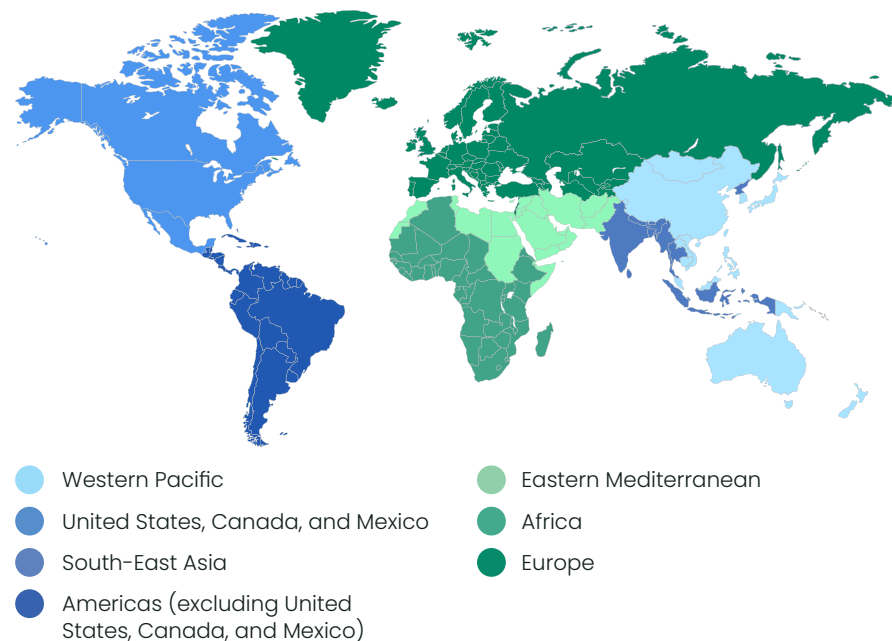 Western Pacific
United States, Canada, and Mexico
South-East Asia
Americas (excluding United
States, Canada, and Mexico)
Eastern Mediterranean
Africa
Europe